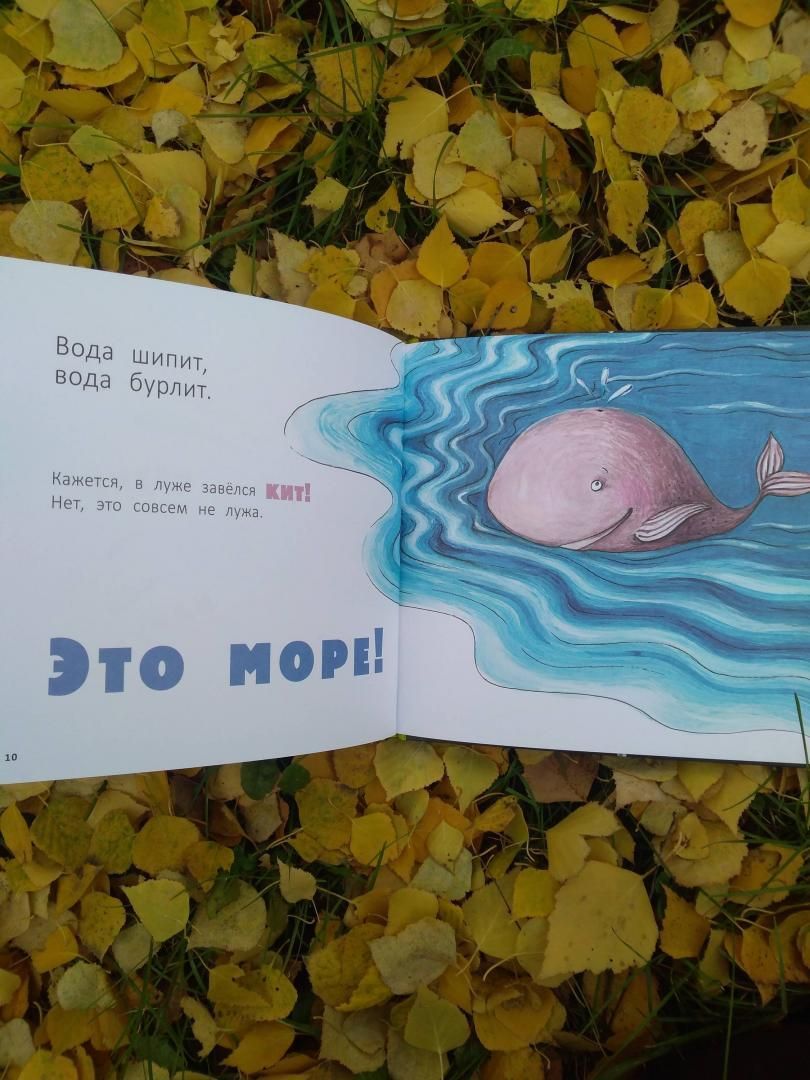 Вода шипит,
вода бурлит.
Кажется, в луже завёлся КИТ!
Нет, это совсем не лужа.
ЭТО МОРЕ!
10